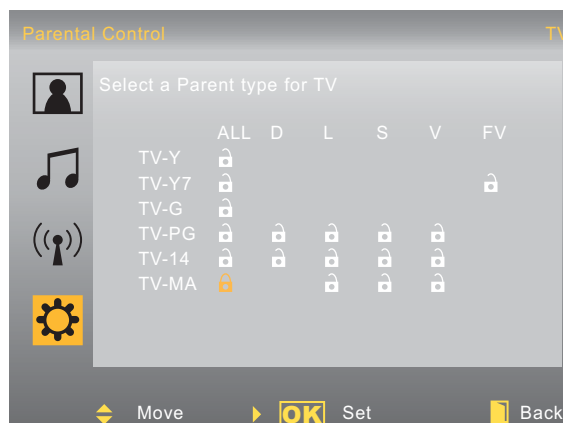 Parental Control TV
Select a Parent type for TV
ALL D L S V FV
TV-Y
TV-Y7
TV-G
TV-PG
TV-14
TV-MA
Move OK Set Back